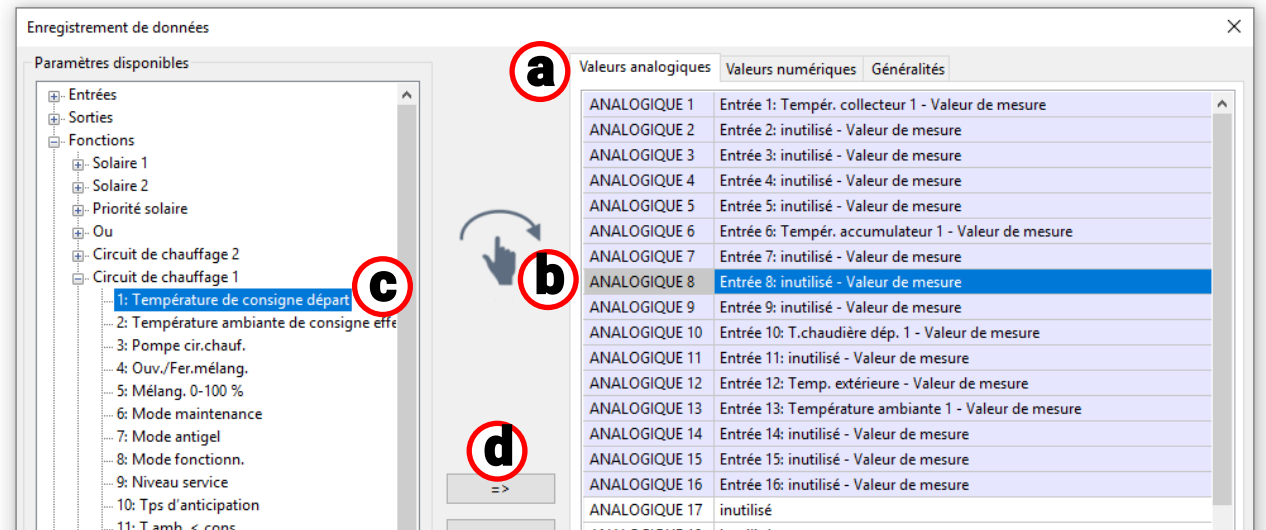 Enregistrement de données
Paramètres disponibles
Entrées
Sorties
Fonctions
Solaire 1
Solaire 2
Priorité solaire
Ou
Circuit de chauffage 2
Circuit de chauffage 1
1: Température de consigne départ
2: Température ambiante de consigne effe
3: Pompe cir.chauf.
4: Ouv./Fer.mélang.
5: Mélang. 0-100 %
6: Mode maintenance
7: Mode antigel
8: Mode fonctionn.
9: Niveau service
10: Tps d'anticipation
11: T.amb. < cons.
c
b
d
=>
a
Valeurs analogiques Valeurs numériques Généralités
ANALOGIQUE 1 Entrée 1: Tempér. collecteur 1 - Valeur de mesure
ANALOGIQUE 2 Entrée 2: inutilisé - Valeur de mesure
ANALOGIQUE 3 Entrée 3: inutilisé - Valeur de mesure
ANALOGIQUE 4 Entrée 4: inutilisé - Valeur de mesure
ANALOGIQUE 5 Entrée 5: inutilisé - Valeur de mesure
ANALOGIQUE 6 Entrée 6: Tempér. accumulateur 1 - Valeur de mesure
ANALOGIQUE 7 Entrée 7: inutilisé - Valeur de mesure
ANALOGIQUE 8 Entrée 8: inutilisé - Valeur de mesure
ANALOGIQUE 9 Entrée 9: inutilisé - Valeur de mesure
ANALOGIQUE 10 Entrée 10: T.chaudière dép. 1 - Valeur de mesure
ANALOGIQUE 11 Entrée 11: inutilisé - Valeur de mesure
ANALOGIQUE 12 Entrée 12: Temp. extérieure - Valeur de mesure
ANALOGIQUE 13 Entrée 13: Température ambiante 1 - Valeur de mesure
ANALOGIQUE 14 Entrée 14: inutilisé - Valeur de mesure
ANALOGIQUE 15 Entrée 15: inutilisé - Valeur de mesure
ANALOGIQUE 16 Entrée 16: inutilisé - Valeur de mesure
ANALOGIQUE 17 inutilisé